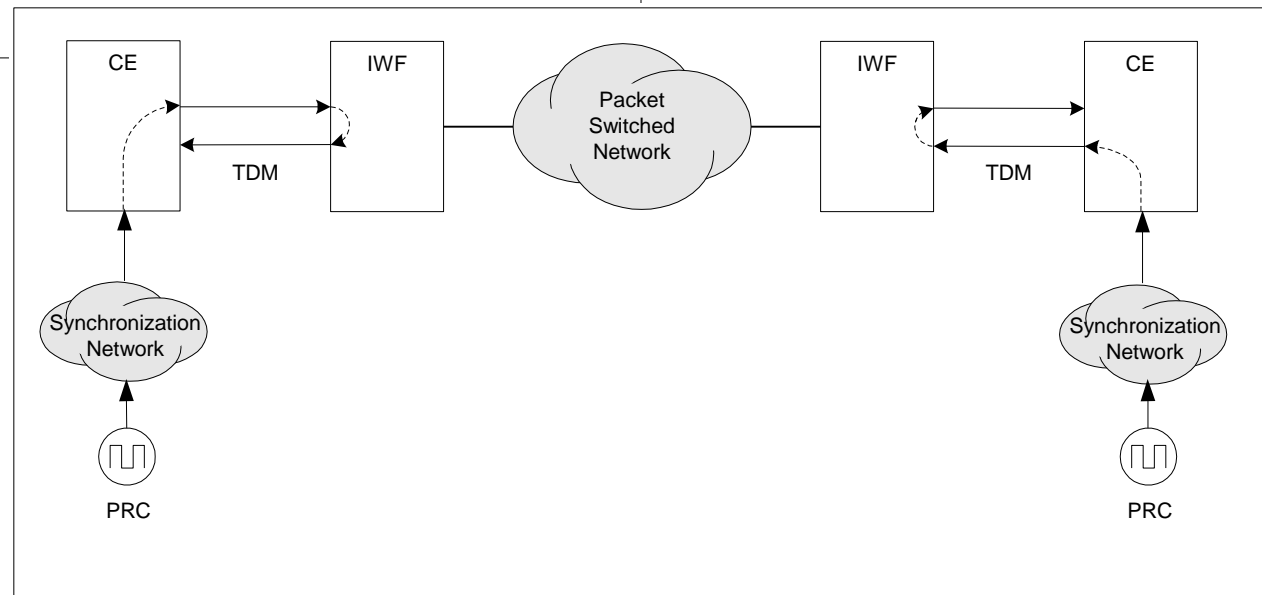 CE
IWF
Packet
Switched
Network
IWF
CE
TDM
TDM
Synchronization
Network
Synchronization
Network
PRC
PRC